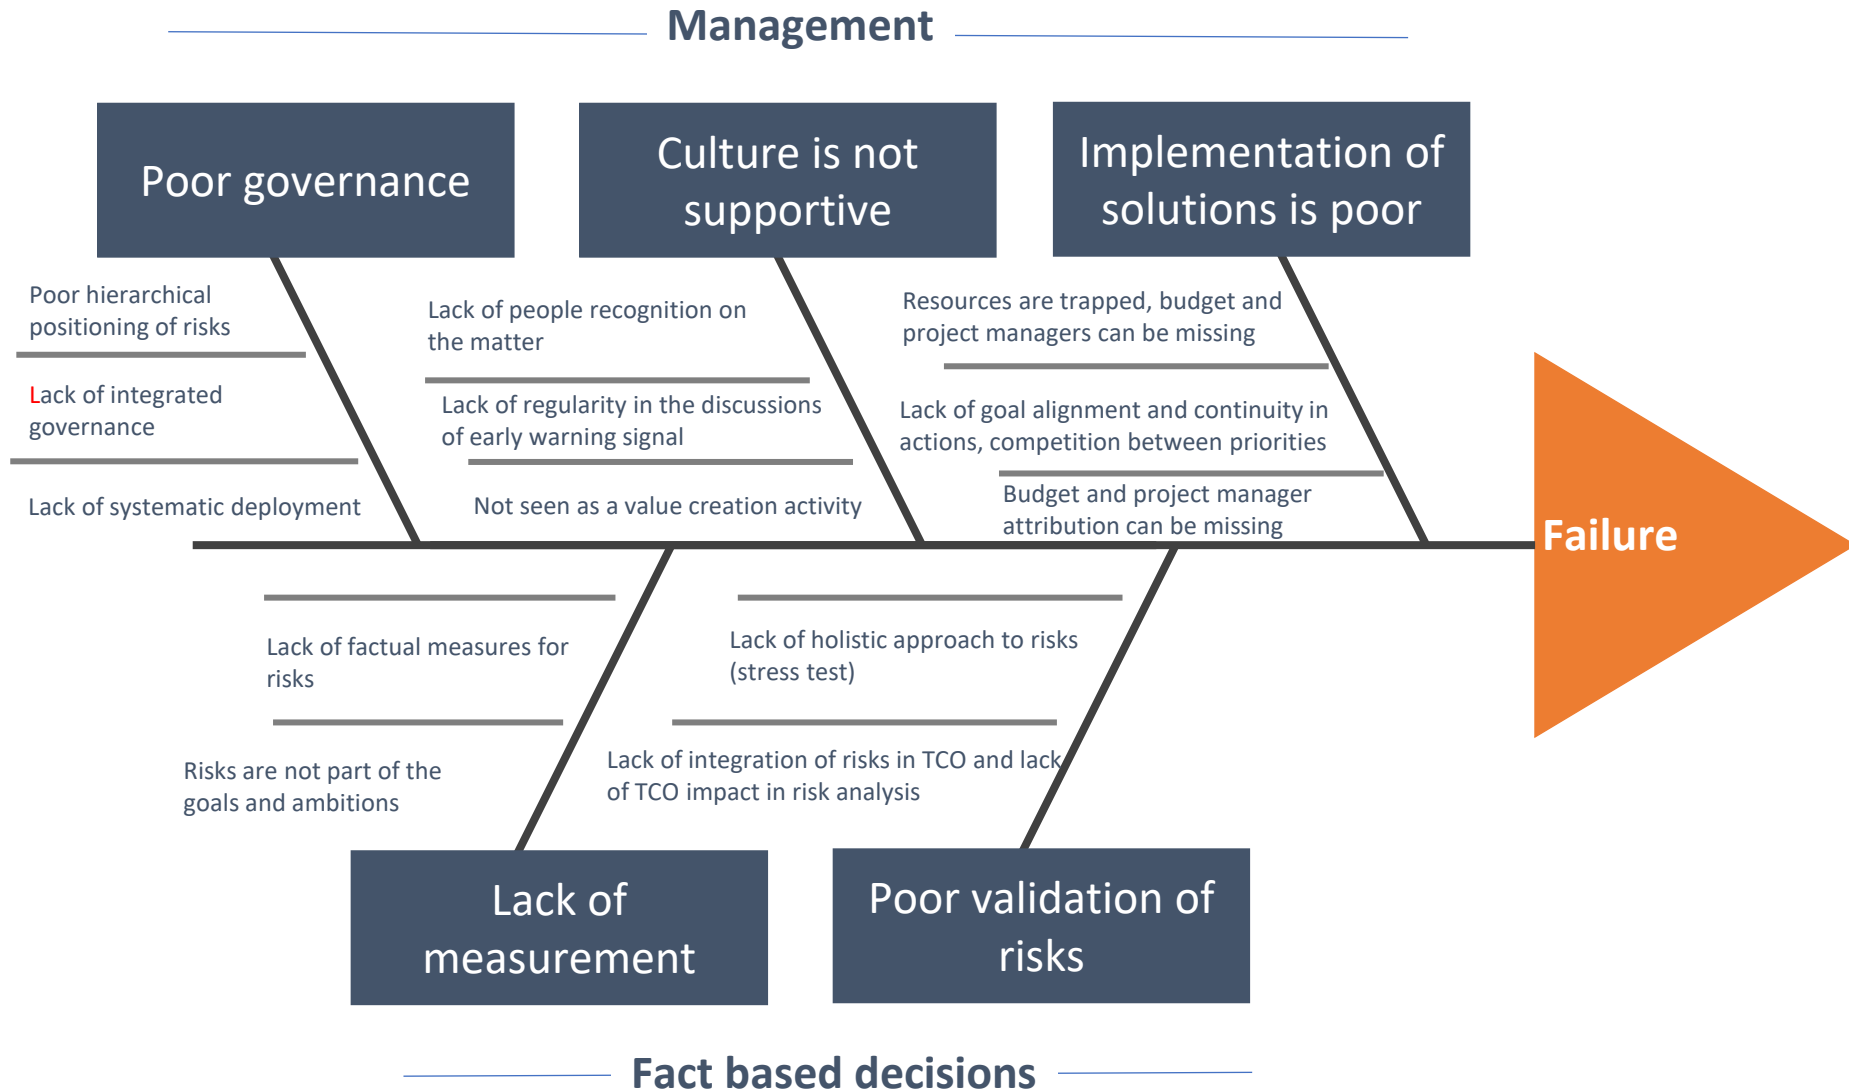 Management
Poor governance
Culture is not
supportive
Implementation of
solutions is poor
Poor hierarchical
positioning of risks
Lack of integrated
governance
Lack of systematic deployment
Lack of people recognition on
the matter
Lack of regularity in the discussions
of early warning signal
Not seen as a value creation activity
Resources are trapped, budget and
project managers can be missing
Lack of goal alignment and continuity in
actions, competition between priorities
Budget and project manager
attribution can be missing
Failure
Lack of factual measures for
risks
Risks are not part of the
goals and ambitions
Lack of holistic approach to risks
(stress test)
Lack of integration of risks in TCO and lack
of TCO impact in risk analysis
Lack of
measurement
Poor validation of
risks
Fact based decisions